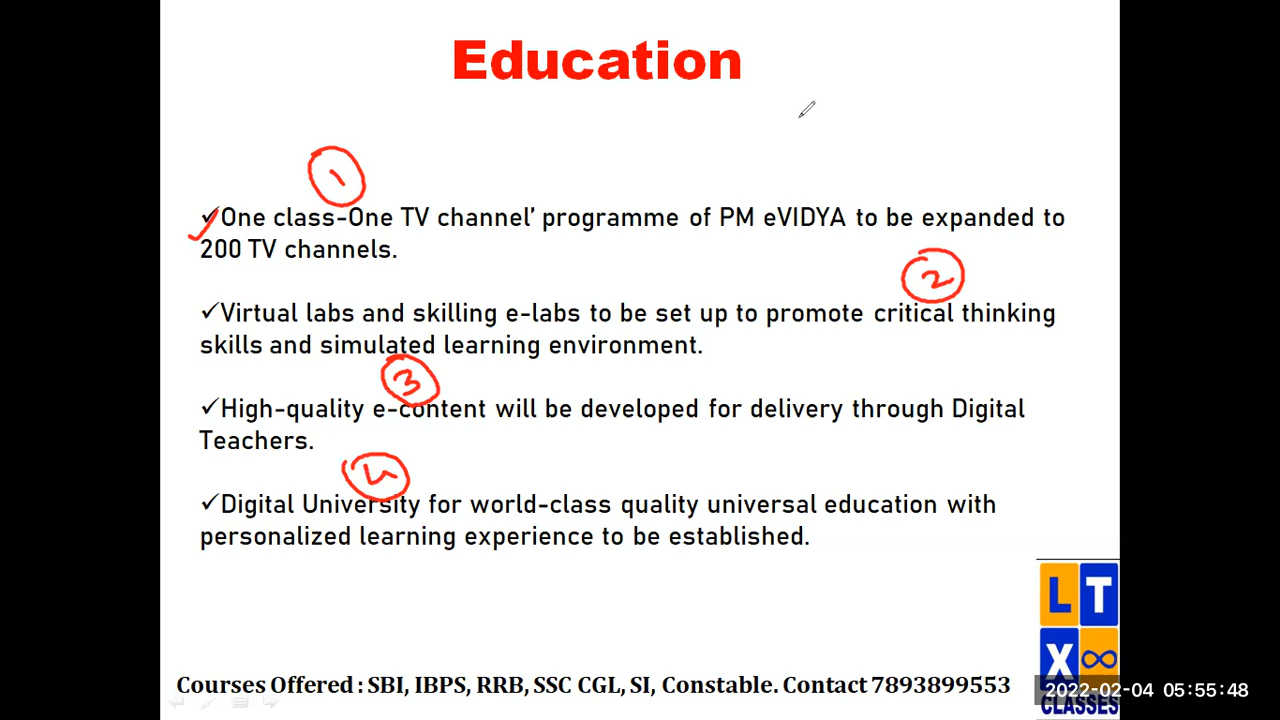 Education
1
✓One class-One TV channel’ programme of PM eVIDYA to be expanded to
200 TV channels.
2
✓Virtual labs and skilling e-labs to be set up to promote critical thinking
skills and simulated learning environment.
3
✓High-quality e-content will be developed for delivery through Digital
Teachers.
4
✓Digital University for world-class quality universal education with
personalized learning experience to be established.
L T
X ∞
CLASSES
Courses Offered : SBI, IBPS, RRB, SSC CGL, SI, Constable. Contact 7893899553
2022-02-04 05:55:48